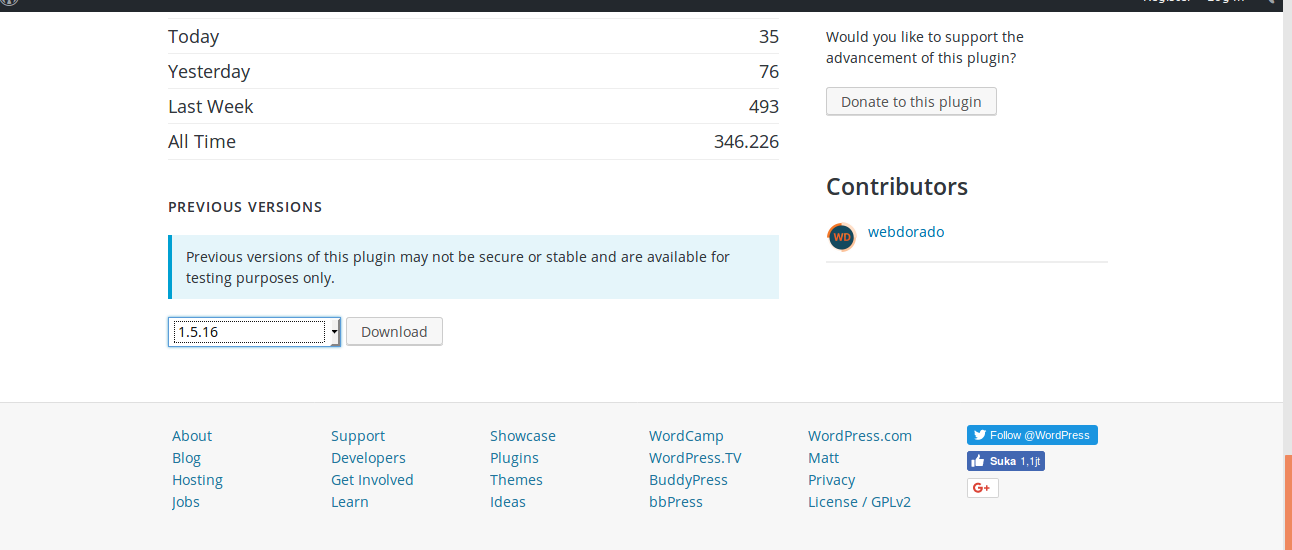 Register Log In
Today 35
Yesterday 76
Last Week 493
All Time 346.226
PREVIOUS VERSIONS
Previous versions of this plugin may not be secure or stable and are available for
testing purposes only.
1.5.16 Download
Would you like to support the
advancement of this plugin?
Donate to this plugin
Contributors
WD webdorado
About Support Showcase WordCamp WordPress.com Follow @WordPress
Blog Developers Plugins WordPress.TV Matt Suka 1,1jt
Hosting Get Involved Themes BuddyPress Privacy G+
Jobs Learn Ideas bbPress License / GPLv2